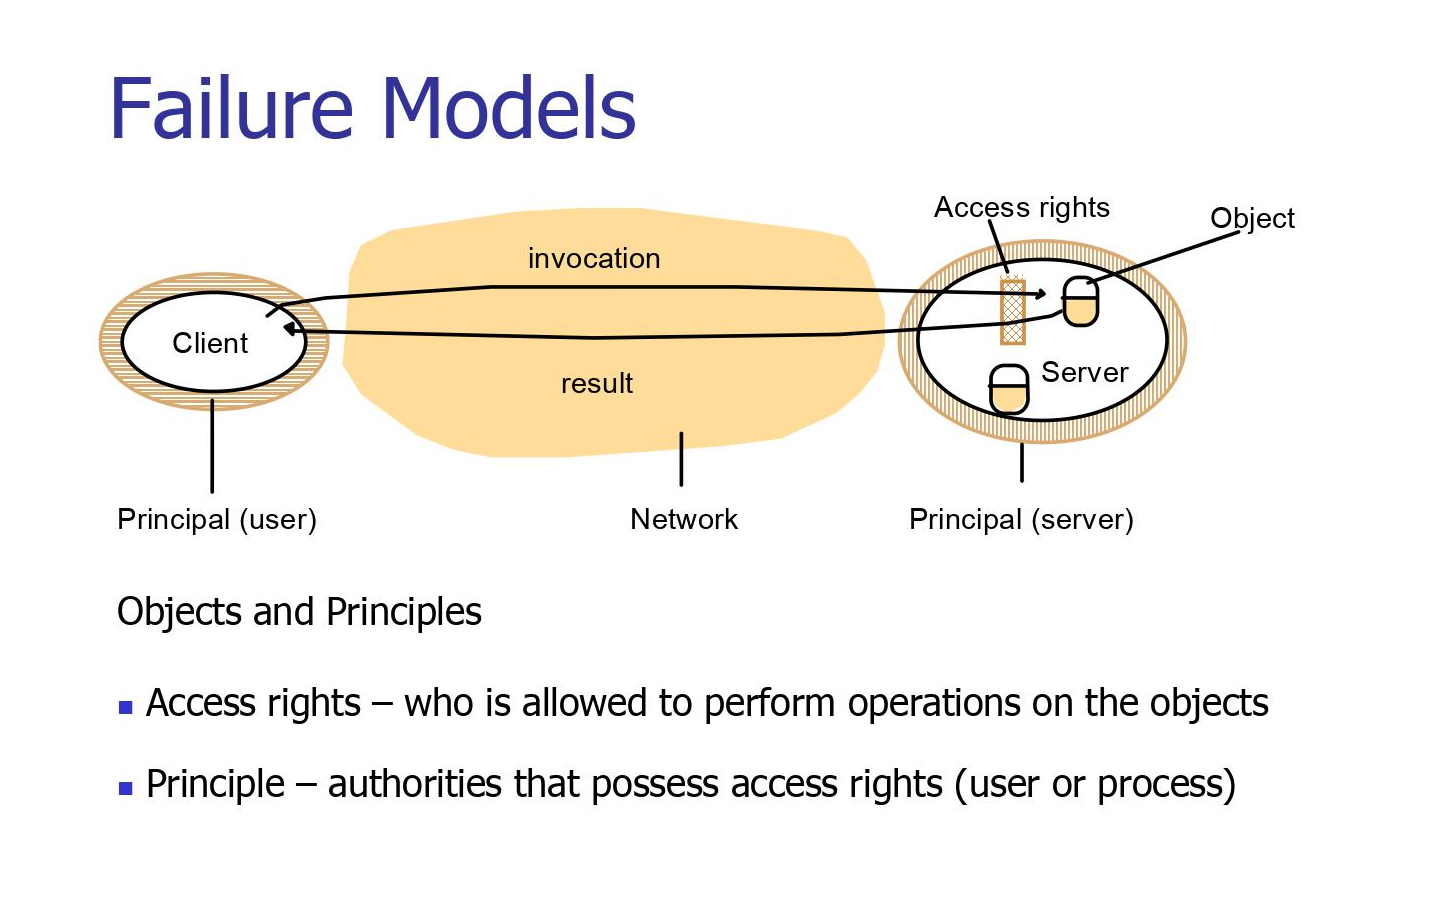 Failure Models
Access rights
Object
invocation
Client
result
Server
Principal (user)
Network
Principal (server)
Objects and Principles
Access rights – who is allowed to perform operations on the objects
Principle – authorities that possess access rights (user or process)